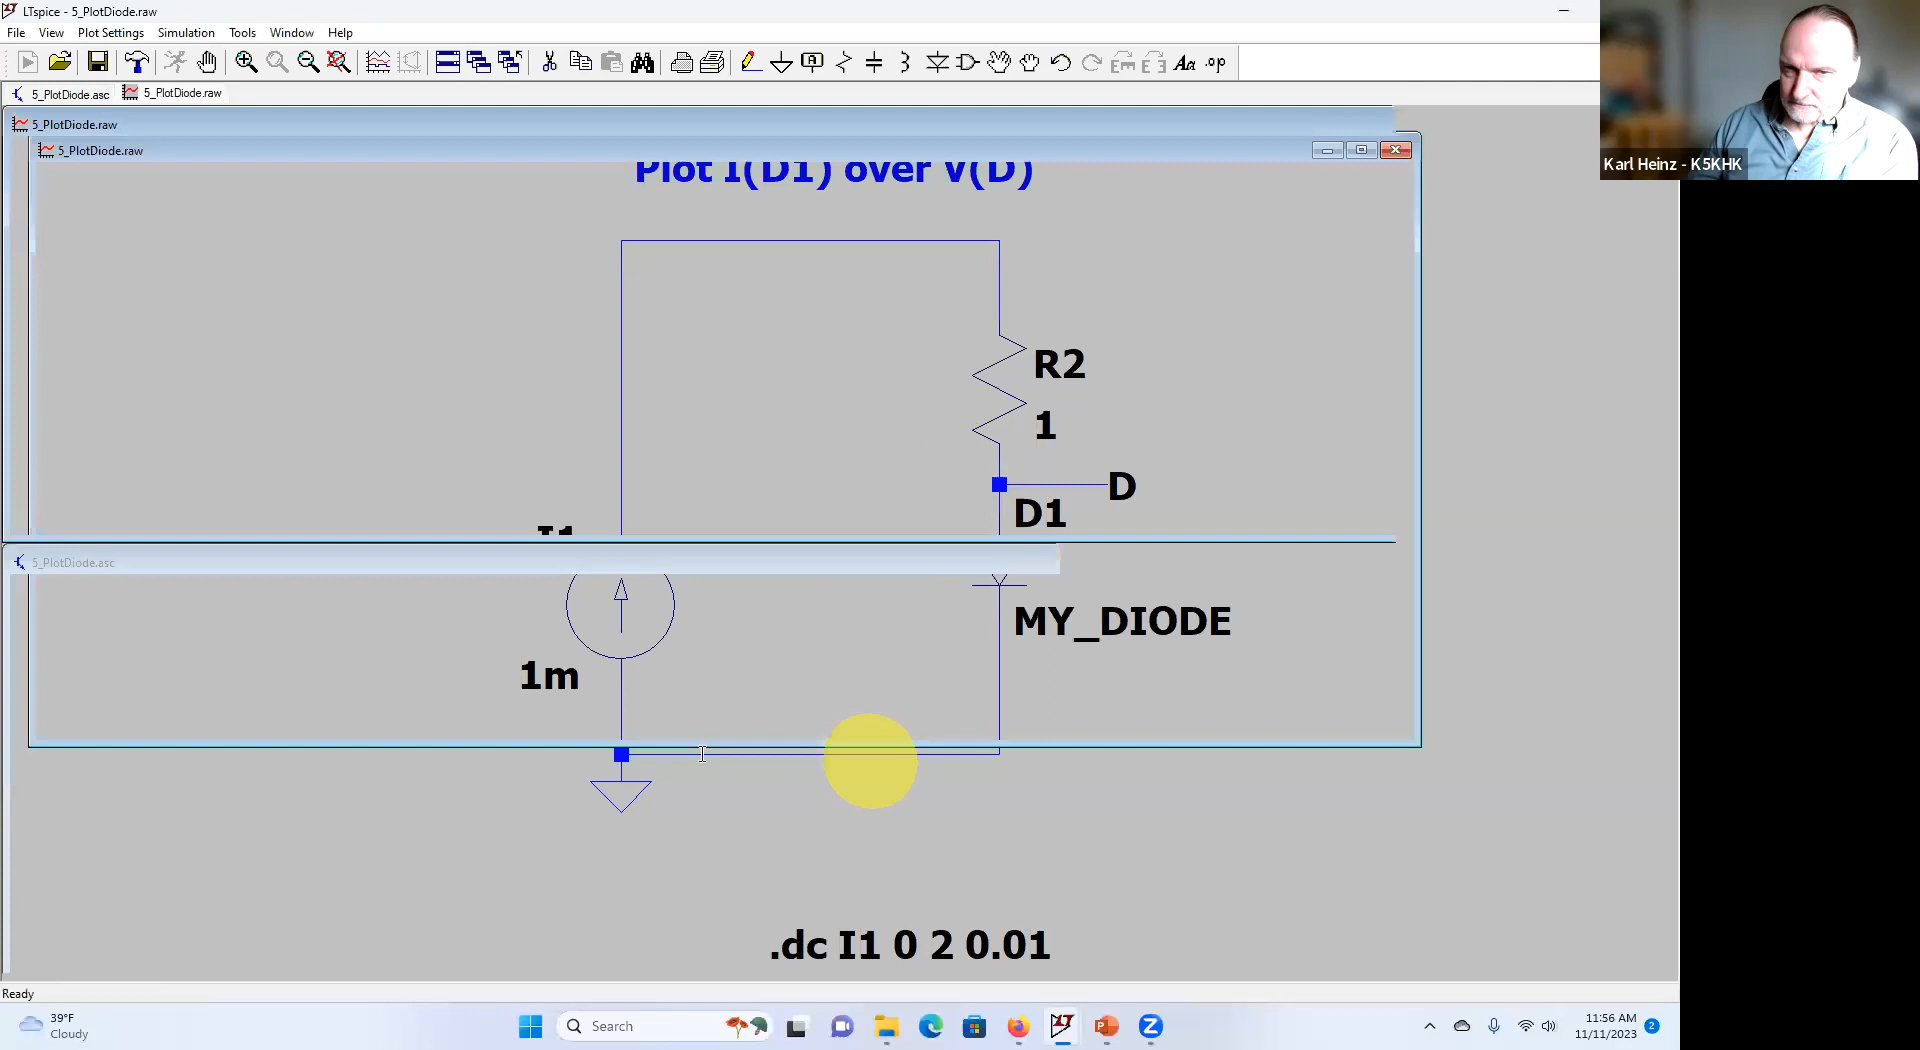 LTspice - 5_PlotDiode.raw
File View Plot Settings Simulation Tools Window Help
5_PlotDiode.asc 5_PlotDiode.raw
5_PlotDiode.raw
5_PlotDiode.raw
Plot I(D1) over V(D)
Karl Heinz - K5KHK
R2
1
D
D1
I1
5_PlotDiode.asc
MY_DIODE
1m
.dc I1 0 2 0.01
Ready
39°F
Cloudy
Search
11:56 AM
11/11/2023
2